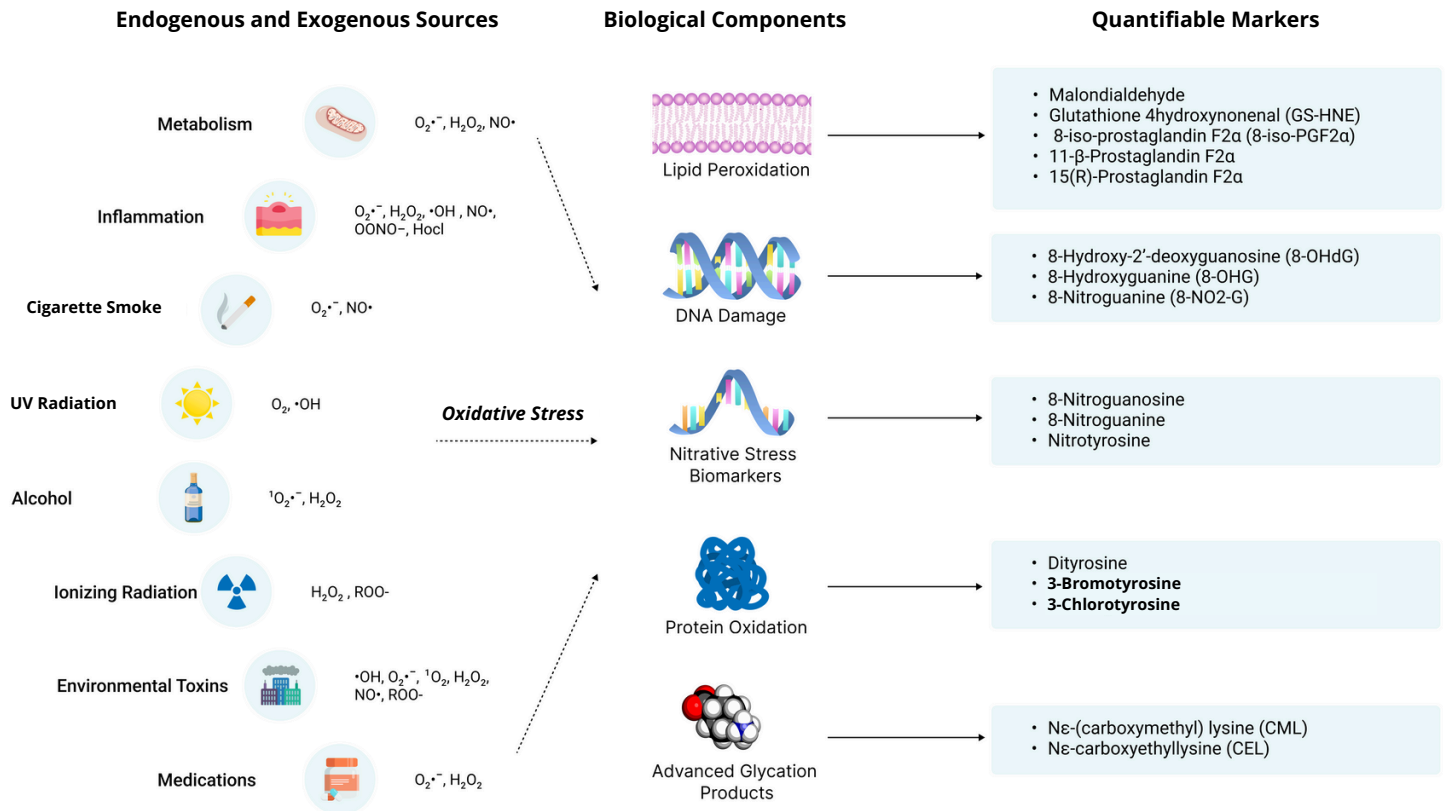 Endogenous and Exogenous Sources
Biological Components
Quantifiable Markers
Metabolism
O₂•⁻, H₂O₂, NO•
Inflammation
O₂•⁻, H₂O₂, •OH , NO•,
OONO–, Hocl
Cigarette Smoke
O₂•⁻, NO•
UV Radiation
O₂, •OH
Alcohol
¹O₂•⁻, H₂O₂
Ionizing Radiation
H₂O₂ , ROO-
Environmental Toxins
•OH, O₂•⁻, ¹O₂, H₂O₂,
NO•, ROO-
Medications
O₂•⁻, H₂O₂
Oxidative Stress
Lipid Peroxidation
DNA Damage
Nitrative Stress
Biomarkers
Protein Oxidation
Advanced Glycation
Products
• Malondialdehyde
• Glutathione 4hydroxynonenal (GS-HNE)
• 8-iso-prostaglandin F2α (8-iso-PGF2α)
• 11-β-Prostaglandin F2α
• 15(R)-Prostaglandin F2α
• 8-Hydroxy-2’-deoxyguanosine (8-OHdG)
• 8-Hydroxyguanine (8-OHG)
• 8-Nitroguanine (8-NO2-G)
• 8-Nitroguanosine
• 8-Nitroguanine
• Nitrotyrosine
• Dityrosine
• 3-Bromotyrosine
• 3-Chlorotyrosine
• Nε-(carboxymethyl) lysine (CML)
• Nε-carboxyethyllysine (CEL)